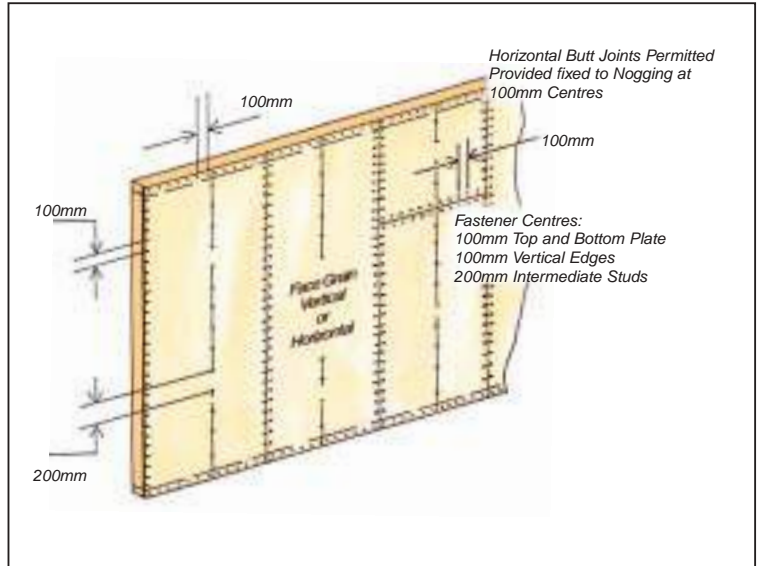 Horizontal Butt Joints Permitted
Provided fixed to Nogging at
100mm Centres
100mm
100mm
100mm
Fastener Centres:
100mm Top and Bottom Plate
100mm Vertical Edges
200mm Intermediate Studs
Face Grain
Vertical
or
Horizontal
200mm